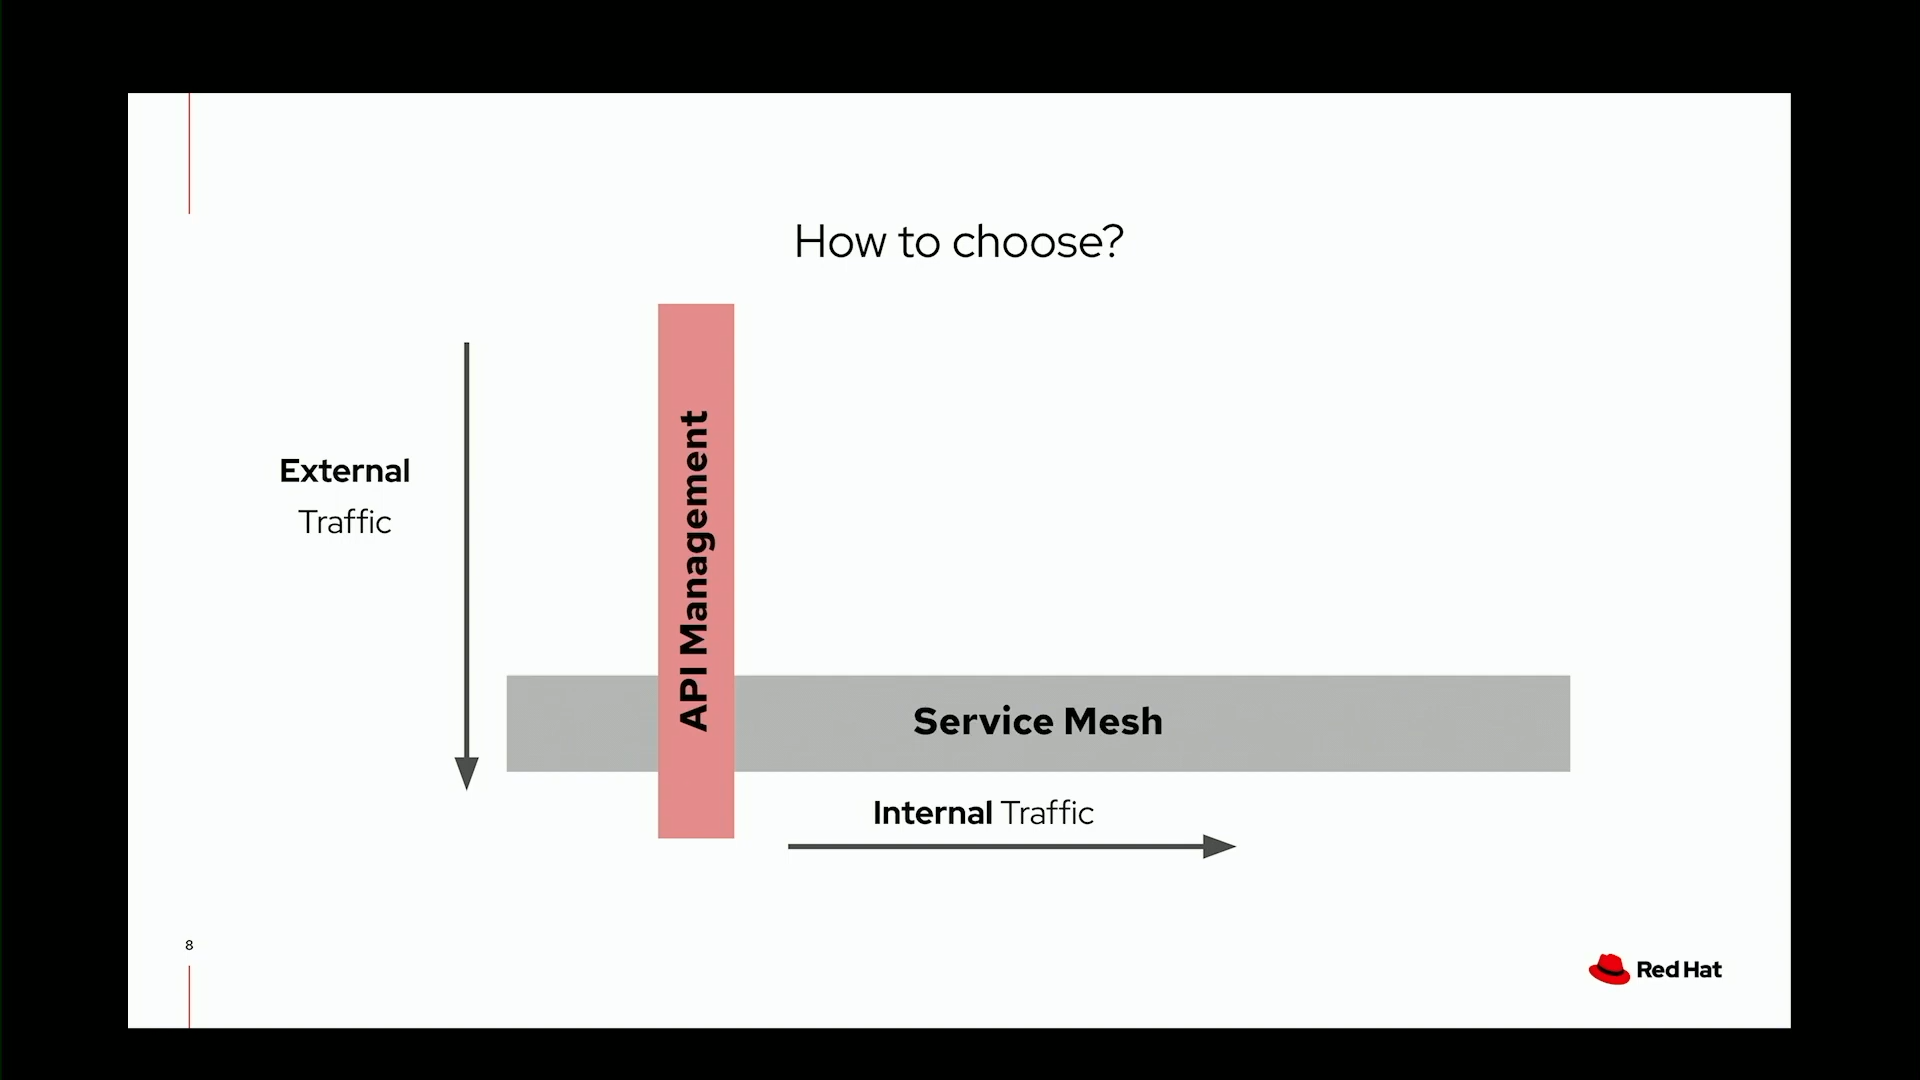 How to choose?
External
Traffic
API Management
Service Mesh
Internal Traffic
8
Red Hat